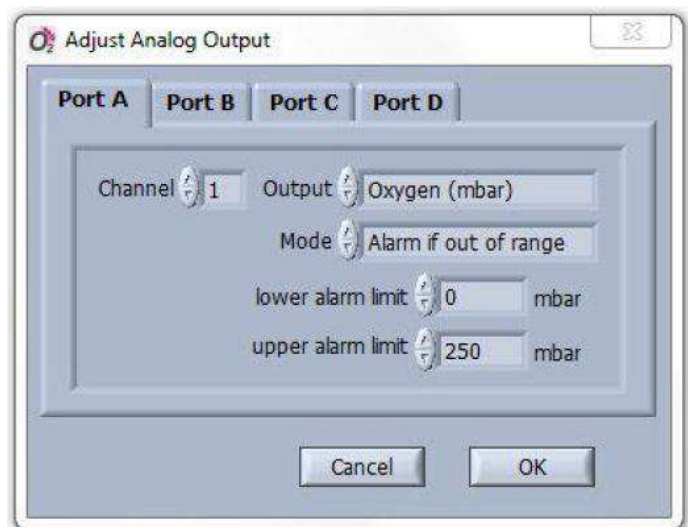 O2 Adjust Analog Output
Port A Port B Port C Port D
Channel 1 Output Oxygen (mbar)
Mode Alarm if out of range
lower alarm limit 0 mbar
upper alarm limit 250 mbar
Cancel OK